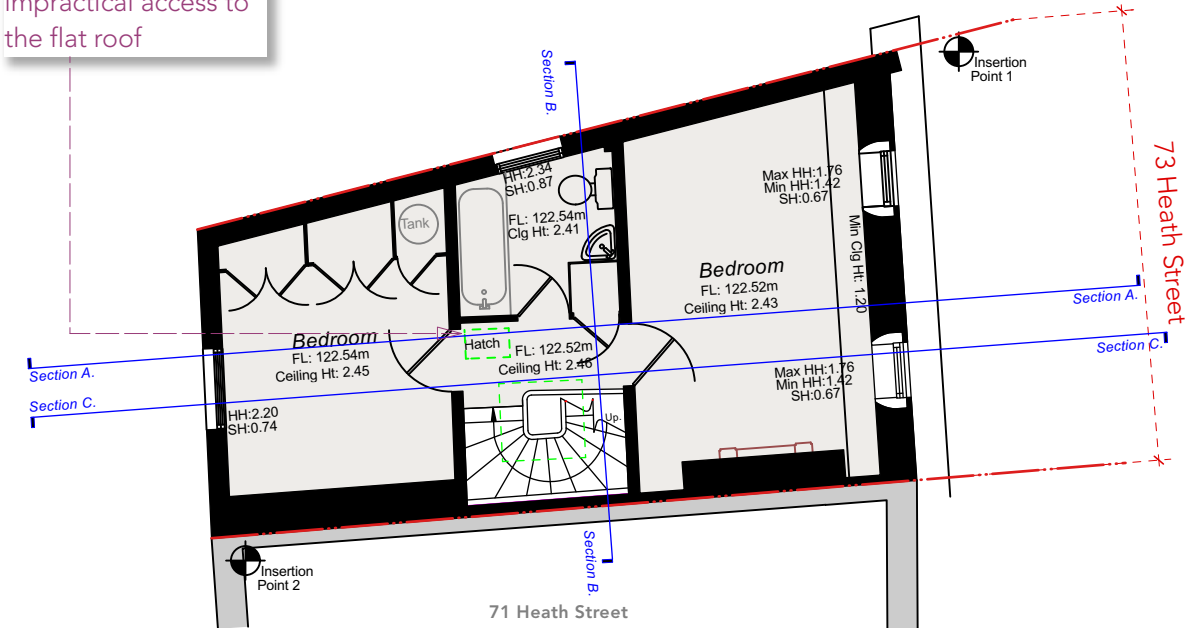 impractical access to
the flat roof
Section B.
Insertion
Point 1
73 Heath Street
HH:2.34
SH:0.87
Max HH:1.76
Min HH:1.42
SH:0.67
Tank
FL: 122.54m
Clg Ht: 2.41
Min Clg Ht: 1.20
Bedroom
FL: 122.52m
Ceiling Ht: 2.43
Section A.
Bedroom
FL: 122.54m
Ceiling Ht: 2.45
Hatch
FL: 122.52m
Ceiling Ht: 2.46
Section C.
Section A.
Max HH:1.76
Min HH:1.42
SH:0.67
Section C.
HH:2.20
SH:0.74
Up.
Section B.
Insertion
Point 2
71 Heath Street